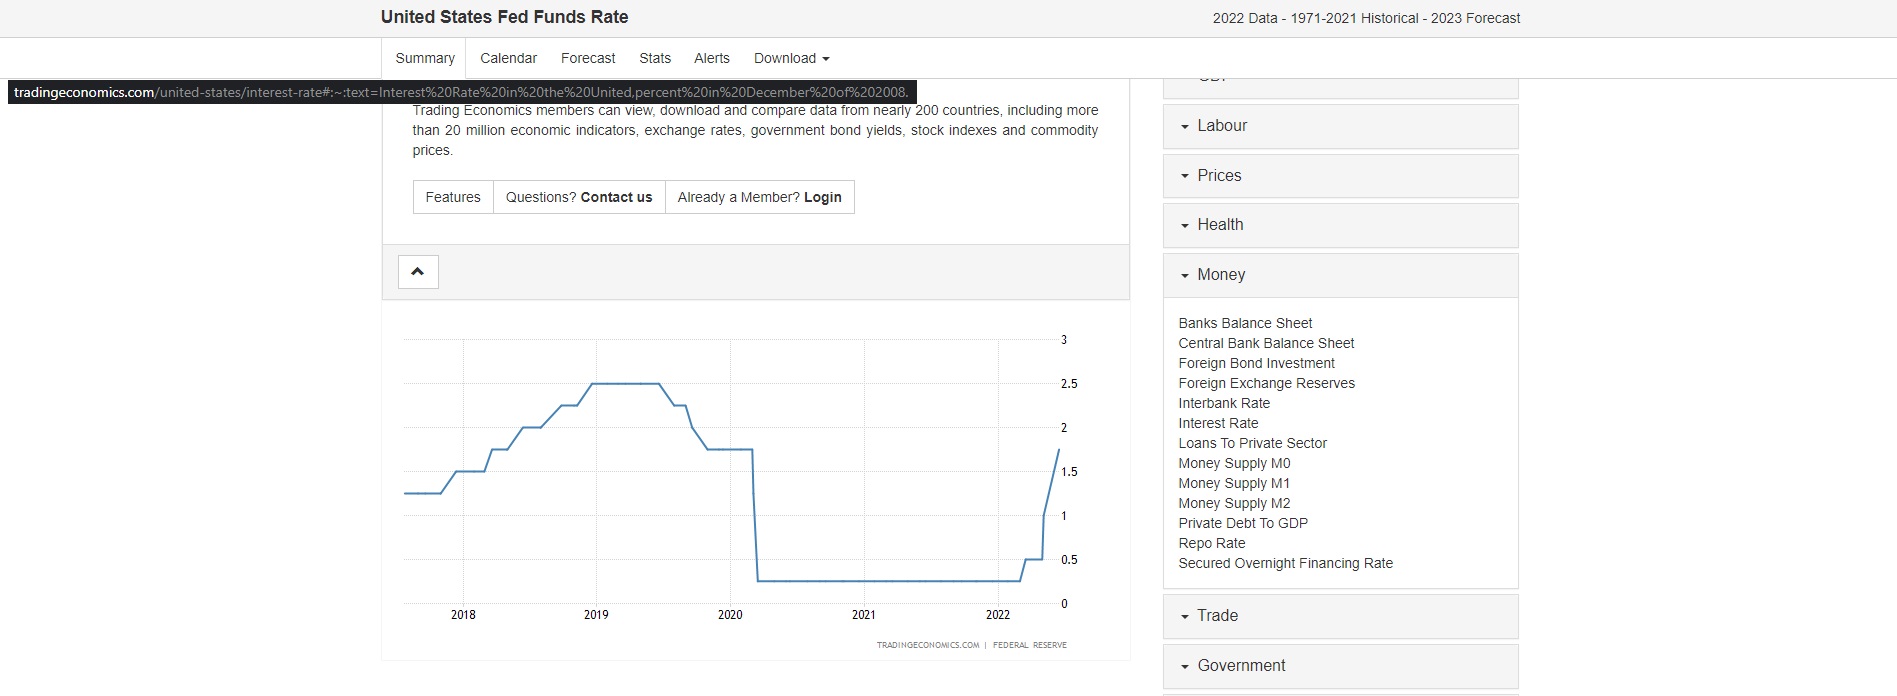 United States Fed Funds Rate
2022 Data - 1971-2021 Historical - 2023 Forecast
Summary
Calendar
Forecast
Stats
Alerts
Download
tradingeconomics.com/united-states/interest-rate#:~:text=Interest%20Rate%20in%20the%20United,percent%20in%20December%20of%202008.
Trading Economics members can view, download and compare data from nearly 200 countries, including more
than 20 million economic indicators, exchange rates, government bond yields, stock indexes and commodity
prices.
Features
Questions? Contact us
Already a Member? Login
3
2.5
2
1.5
1
0.5
0
2018
2019
2020
2021
2022
TRADINGECONOMICS.COM | FEDERAL RESERVE
Labour
Prices
Health
Money
Banks Balance Sheet
Central Bank Balance Sheet
Foreign Bond Investment
Foreign Exchange Reserves
Interbank Rate
Interest Rate
Loans To Private Sector
Money Supply M0
Money Supply M1
Money Supply M2
Private Debt To GDP
Repo Rate
Secured Overnight Financing Rate
Trade
Government